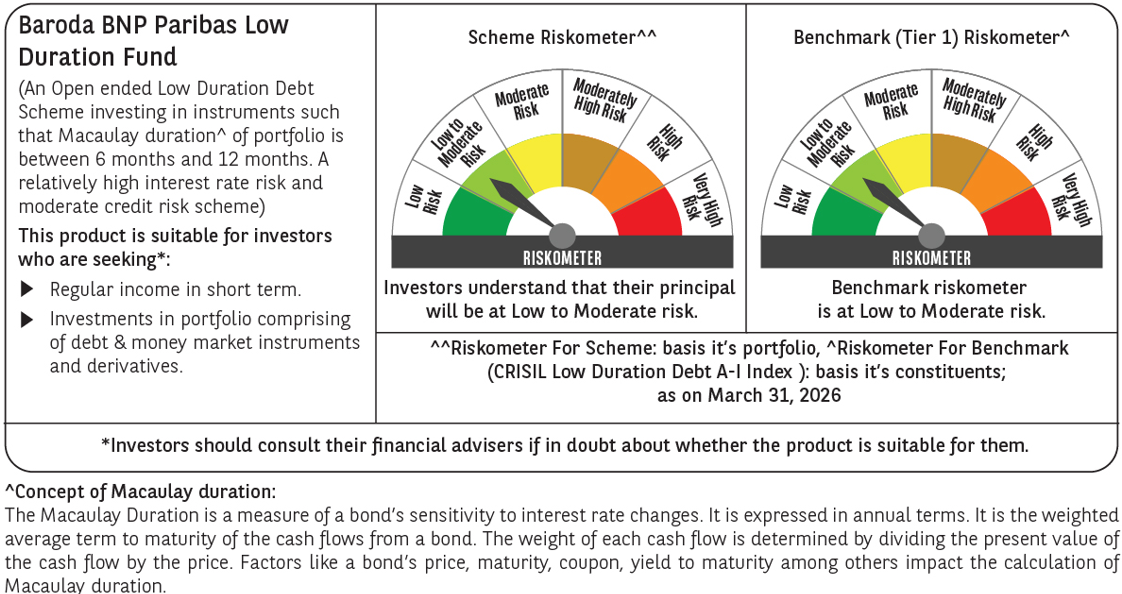 Baroda BNP Paribas Low
Duration Fund
(An Open ended Low Duration Debt
Scheme investing in instruments such
that Macaulay duration^ of portfolio is
between 6 months and 12 months. A
relatively high interest rate risk and
moderate credit risk scheme)
This product is suitable for investors
who are seeking*:
▶ Regular income in short term.
▶ Investments in portfolio comprising
of debt & money market instruments
and derivatives.
Scheme Riskometer^^
Low
Risk
Low to
Moderate
Risk
Moderate
Risk
Moderately
High Risk
High
Risk
Very High
Risk
RISKOMETER
Investors understand that their principal
will be at Low to Moderate risk.
Benchmark (Tier 1) Riskometer^
Low
Risk
Low to
Moderate
Risk
Moderate
Risk
Moderately
High Risk
High
Risk
Very High
Risk
RISKOMETER
Benchmark riskometer
is at Low to Moderate risk.
^^Riskometer For Scheme: basis it's portfolio, ^Riskometer For Benchmark
(CRISIL Low Duration Debt A-I Index ): basis it's constituents;
as on March 31, 2026
*Investors should consult their financial advisers if in doubt about whether the product is suitable for them.
^Concept of Macaulay duration:
The Macaulay Duration is a measure of a bond's sensitivity to interest rate changes. It is expressed in annual terms. It is the weighted
average term to maturity of the cash flows from a bond. The weight of each cash flow is determined by dividing the present value of
the cash flow by the price. Factors like a bond's price, maturity, coupon, yield to maturity among others impact the calculation of
Macaulay duration.